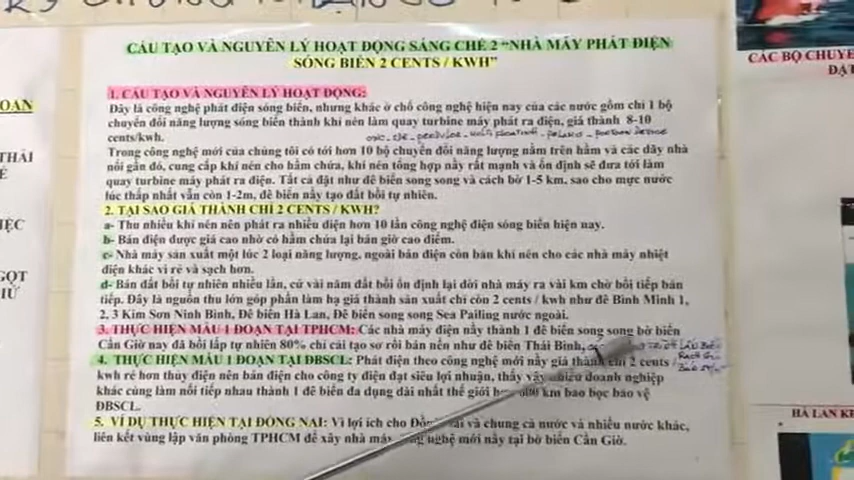 CẤU TẠO VÀ NGUYÊN LÝ HOẠT ĐỘNG SÁNG CHẾ 2 "NHÀ MÁY PHÁT ĐIỆN
SÓNG BIỂN 2 CENTS / KWH"
1. CẤU TẠO VÀ NGUYÊN LÝ HOẠT ĐỘNG:
Đây là công nghệ phát điện sóng biển, nhưng khác ở chổ công nghệ hiện nay của các nước gồm chỉ 1 bộ
chuyển đổi năng lượng sóng biển thành khí nén làm quay turbine máy phát ra điện, giá thành 8-10
cents/kwh.
Trong công nghệ mới của chúng tôi có tới hơn 10 bộ chuyển đổi năng lượng nằm trên hầm và các dãy nhà
nổi gần đó, cung cấp khí nén cho hầm chứa, khí nén tổng hợp nầy rất mạnh và ổn định sẽ đưa tới làm
quay turbine máy phát ra điện. Tất cả đặt như đê biển song song và cách bờ 1-5 km, sao cho mực nước
lúc thấp nhất vẫn còn 1-2m, đê biển nầy tạo đất bồi tự nhiên.
2. TẠI SAO GIÁ THÀNH CHỈ 2 CENTS / KWH?
a- Thu nhiều khí nén nên phát ra nhiều điện hơn 10 lần công nghệ điện sóng biển hiện nay.
b- Bán điện được giá cao nhờ có hầm chứa lại bán giờ cao điểm.
c- Nhà máy sản xuất một lúc 2 loại năng lượng, ngoài bán điện còn bán khí nén cho các nhà máy nhiệt
điện khác vì rẻ và sạch hơn.
d- Bán đất bồi tự nhiên nhiều lần, cứ vài năm đất bồi ổn định lại dời nhà máy ra vài km chờ bồi tiếp bán
tiếp. Đây là nguồn thu lớn góp phần làm hạ giá thành sản xuất chỉ còn 2 cents / kwh như đê Bình Minh 1,
2, 3 Kim Sơn Ninh Bình, Đê biển Hà Lan, Đê biển song song Sea Pailing nước ngoài.
3. THỰC HIỆN MẪU 1 ĐOẠN TẠI TPHCM: Các nhà máy điện nầy thành 1 đê biển song song bờ biển
Cần Giờ nay đã bồi lấp tự nhiên 80% chỉ cải tạo sơ rồi bán nền như đê biển Thái Bình,
4. THỰC HIỆN MẪU 1 ĐOẠN TẠI ĐBSCL: Phát điện theo công nghệ mới nầy giá thành chỉ 2 cents /
kwh rẻ hơn thủy điện nên bán điện cho công ty điện đạt siêu lợi nhuận, thấy vậy nhiều doanh nghiệp
khác cùng làm nối tiếp nhau thành 1 đê biển đa dụng dài nhất thế giới km bao bọc bảo vệ
ĐBSCL.
5. VÍ DỤ THỰC HIỆN TẠI ĐỒNG NAI: Vì lợi ích cho và chung cả nước và nhiều nước khác,
liên kết vùng lập văn phòng TPHCM để xây nhà máy nghệ mới nầy tại bờ biển Cần Giờ.
OAN
THÁI
IỆC
GỌT
CÁC BỘ CHUYỂ
ĐẶT
HÀ LAN